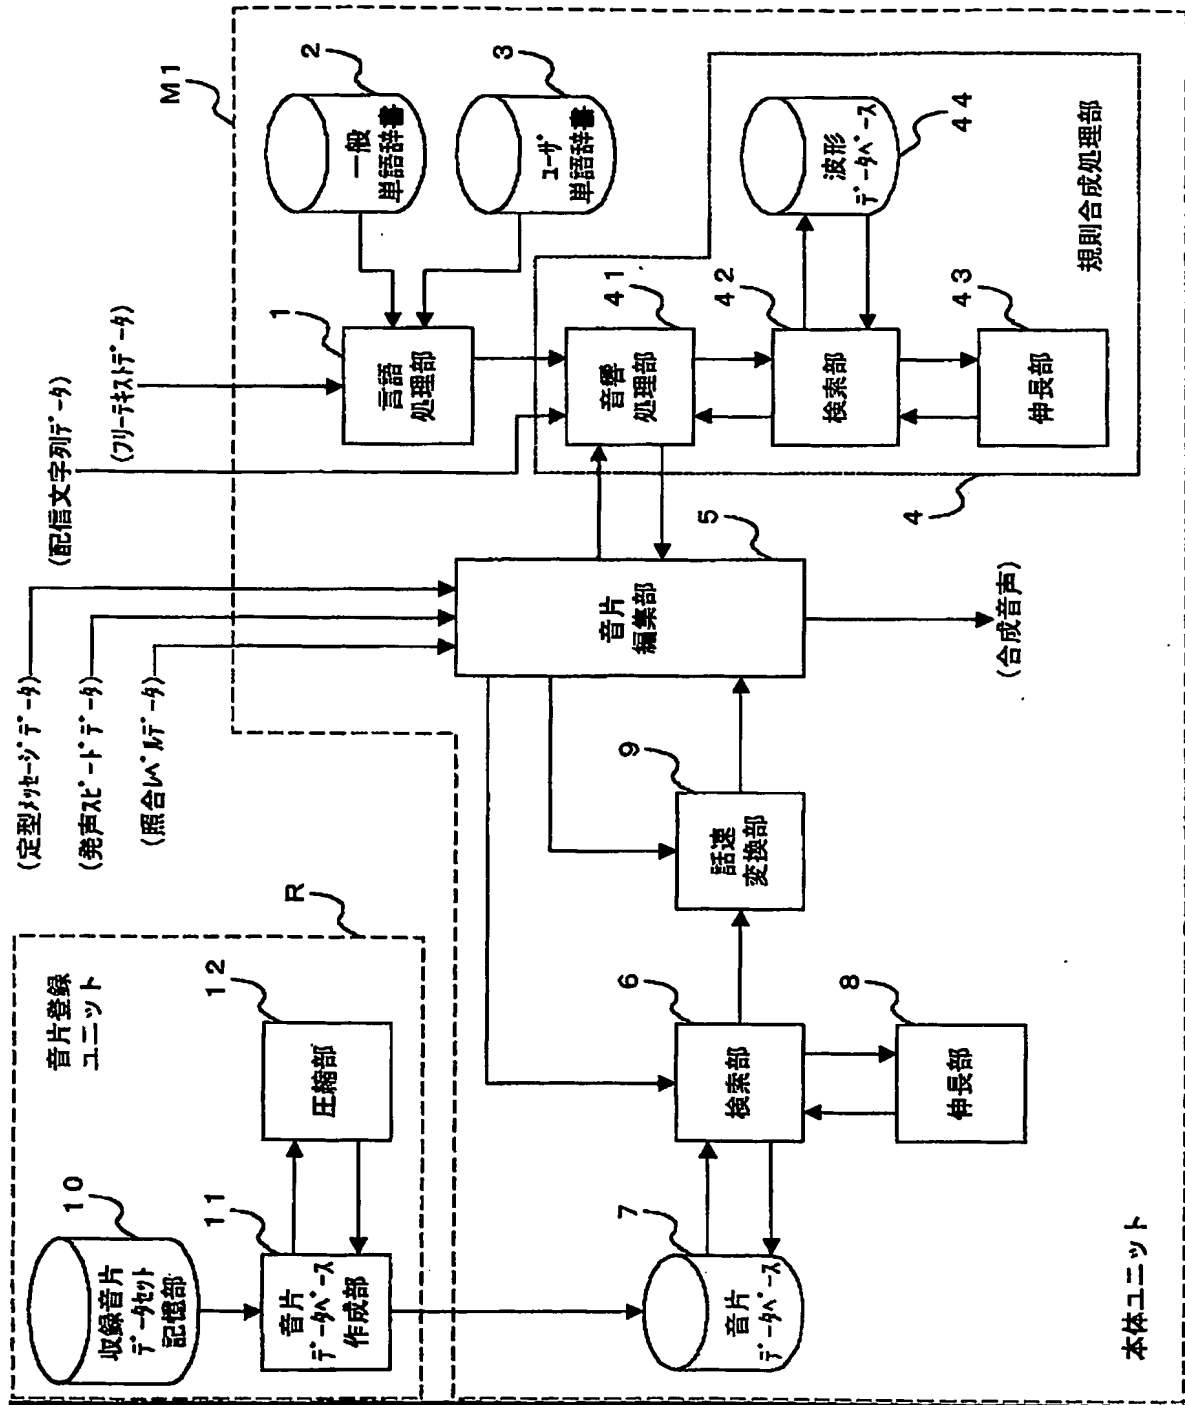 10
収録音片
ﾃﾞｰﾀｾｯﾄ
記憶部
音片登録
ユニット
R
11
音片
ﾃﾞｰﾀﾍﾞｰｽ
作成部
12
圧縮部
(定型ﾒｯｾｰｼﾞﾃﾞｰﾀ)
(発声ｽﾋﾟｰﾄﾞﾃﾞｰﾀ)
(照合ﾚﾍﾞﾙﾃﾞｰﾀ)
(配信文字列ﾃﾞｰﾀ)
(ﾌﾘｰﾃｷｽﾄﾃﾞｰﾀ)
M1
1
言語
処理部
2
一般
単語辞書
3
ﾕｰｻﾞ
単語辞書
5
音片
編集部
4
41
音響
処理部
42
検索部
43
伸長部
44
波形
ﾃﾞｰﾀﾍﾞｰｽ
規則合成処理部
7
音片
ﾃﾞｰﾀﾍﾞｰｽ
6
検索部
8
伸長部
9
話速
変換部
(合成音声)
本体ユニット